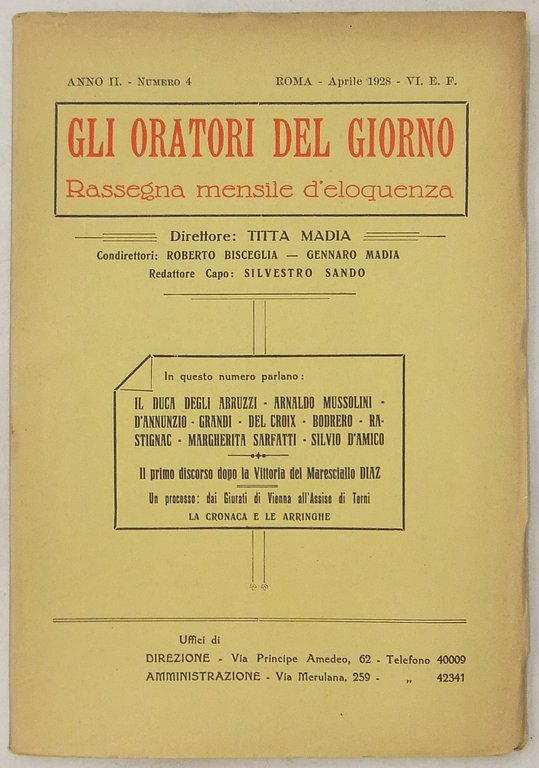 ANNO II. - NUMERO 4 ROMA - Aprile 1928 - VI. E. F.
GLI ORATORI DEL GIORNO
Rassegna mensile d'eloquenza
Direttore: TITTA MADIA
Condirettori: ROBERTO BISCEGLIA — GENNARO MADIA
Redattore Capo: SILVESTRO SANDO
In questo numero parlano:
IL DUCA DEGLI ABRUZZI - ARNALDO MUSSOLINI -
D'ANNUNZIO - GRANDI - DEL CROIX - BODRERO - RA-
STIGNAC - MARGHERITA SARFATTI - SILVIO D'AMICO
Il primo discorso dopo la Vittoria del Maresciallo DIAZ
Un processo: dai Giurati di Vienna all'Assise di Terni
LA CRONACA E LE ARRINGHE
Uffici di
DIREZIONE - Via Principe Amedeo, 62 - Telefono 40009
AMMINISTRAZIONE - Via Merulana, 259 - „ 42341